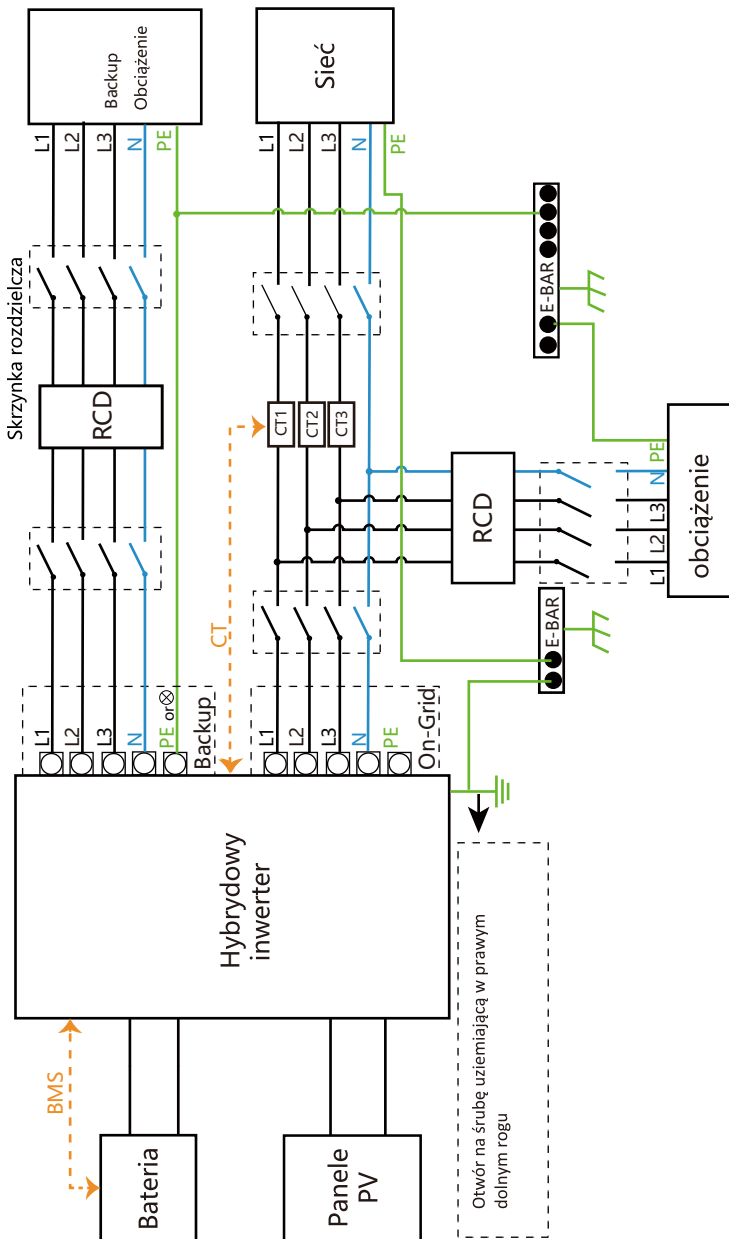 Backup
Obciążenie
Sieć
L1
L2
L3
N
PE
L1
L2
L3
N
PE
Skrzynka rozdzielcza
E-BAR
RCD
CT1
CT2
CT3
RCD
PE
N
L3
L2
L1
obciążenie
CT
E-BAR
L1
L2
L3
N
PE
or
Backup
L1
L2
L3
N
PE
On-Grid
Hybrydowy
inwerter
BMS
Bateria
Panele
PV
Otwór na śrubę uziemiającą w prawym
dolnym rogu